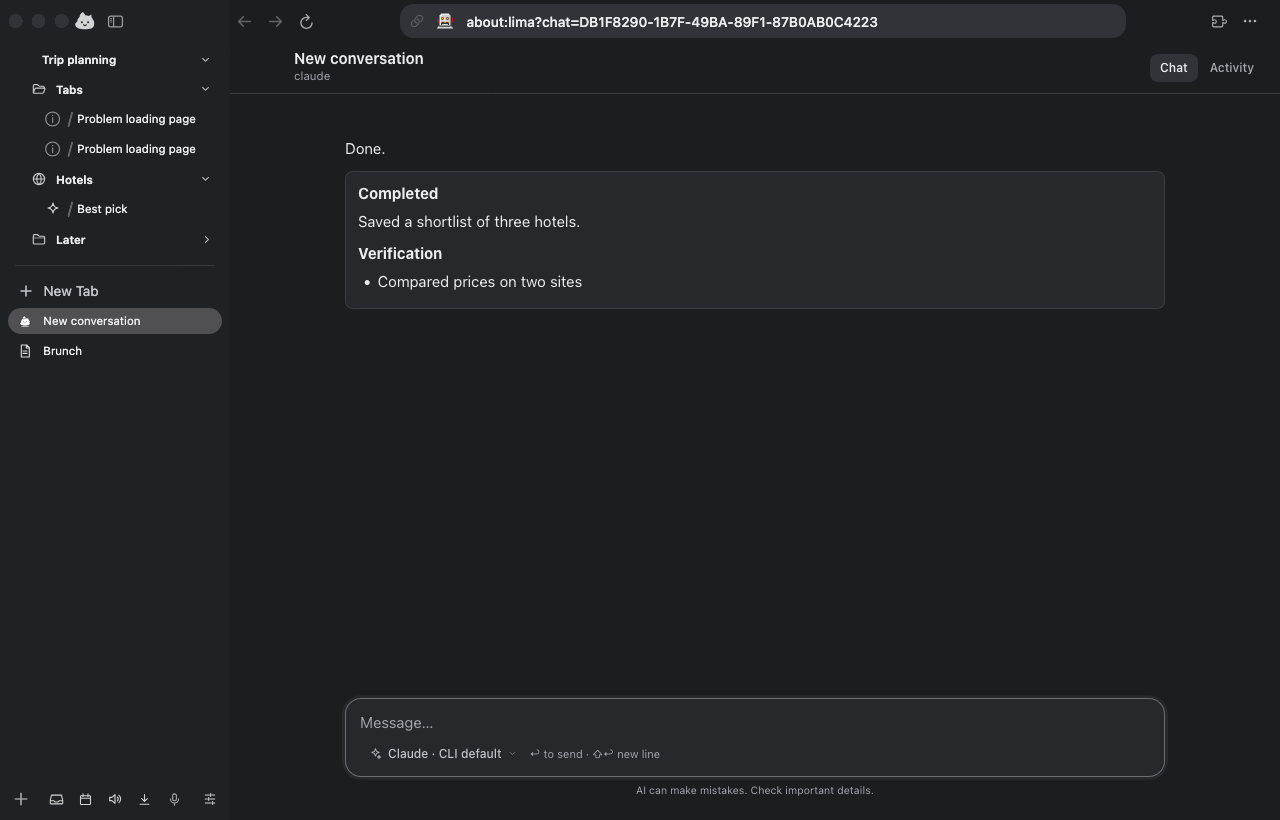 about:lima?chat=DB1F8290-1B7F-49BA-89F1-87B0AB0C4223
Trip planning
Tabs
/ Problem loading page
/ Problem loading page
Hotels
/ Best pick
Later
New Tab
New conversation
Brunch
New conversation
claude
Chat
Activity
Done.
Completed
Saved a shortlist of three hotels.
Verification
• Compared prices on two sites
Message...
Claude · CLI default
↩ to send · ⇧↩ new line
AI can make mistakes. Check important details.